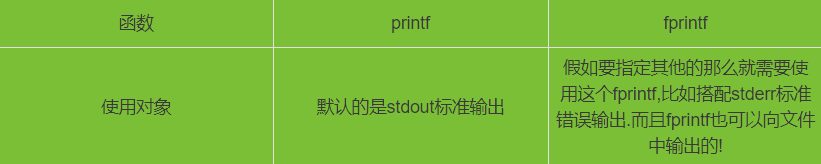 函数 printf fprintf
使用对象 默认的是stdout标准输出
假如要指定其他的那么就需要使
用这个fprintf,比如搭配stderr标准
错误输出.而且fprintf也可以向文件
中输出的!